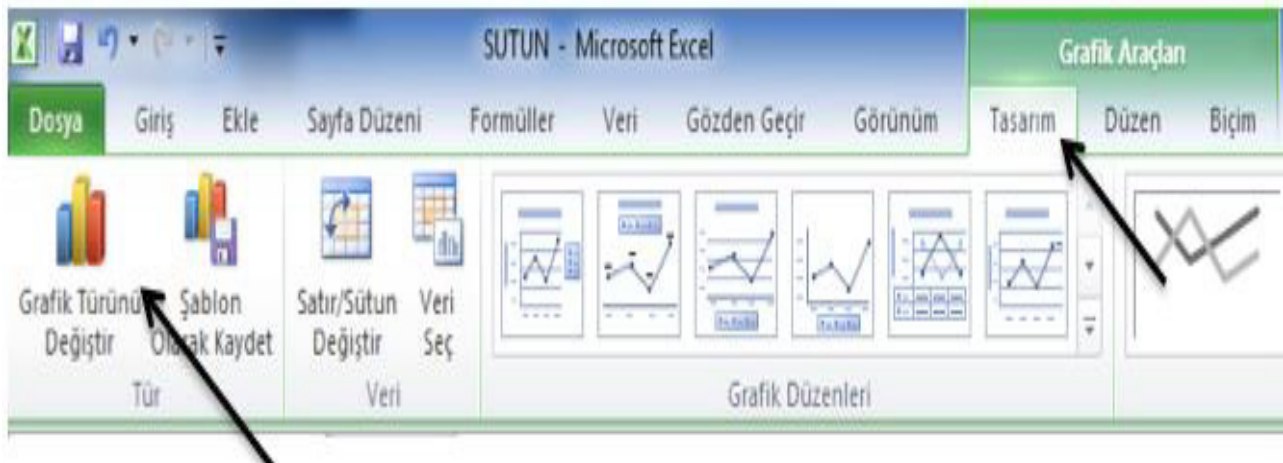 SUTUN - Microsoft Excel
Grafik Araçları
Dosya Giriş Ekle Sayfa Düzeni Formüller Veri Gözden Geçir Görünüm Tasarım Düzen Biçim
Grafik Türünü Şablon Satır/Sütun Veri
Değiştir Olarak Kaydet Değiştir Seç
Tür Veri Grafik Düzenleri